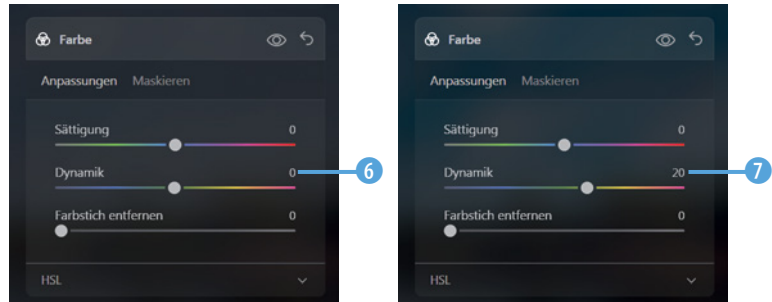 Farbe
Anpassungen Maskieren
Sättigung 0
Dynamik 0 6
Farbstich entfernen 0
HSL
Farbe
Anpassungen Maskieren
Sättigung 0
Dynamik 20 7
Farbstich entfernen 0
HSL